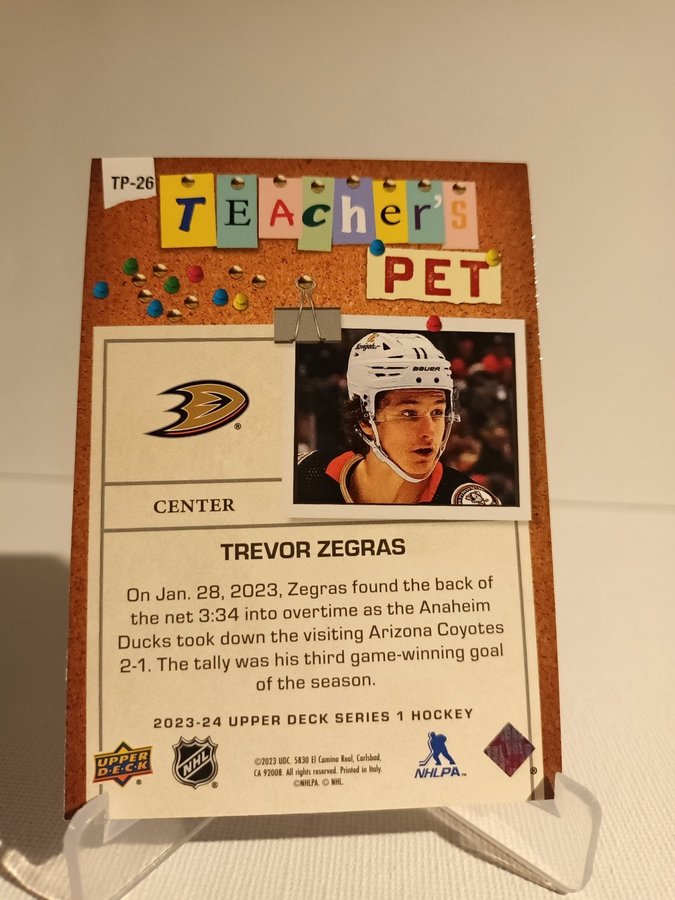 TP-26
TEAcHER's
PET
11
BAUER
®
CENTER
TREVOR ZEGRAS
On Jan. 28, 2023, Zegras found the back of
the net 3:34 into overtime as the Anaheim
Ducks took down the visiting Arizona Coyotes
2-1. The tally was his third game-winning goal
of the season.
2023-24 UPPER DECK SERIES 1 HOCKEY
UPPER
DECK
®
NHL
®
©2023 UDC. 5830 El Camino Real, Carlsbad,
CA 92008. All rights reserved. Printed in Italy.
©NHLPA. © NHL.
NHLPA™
®